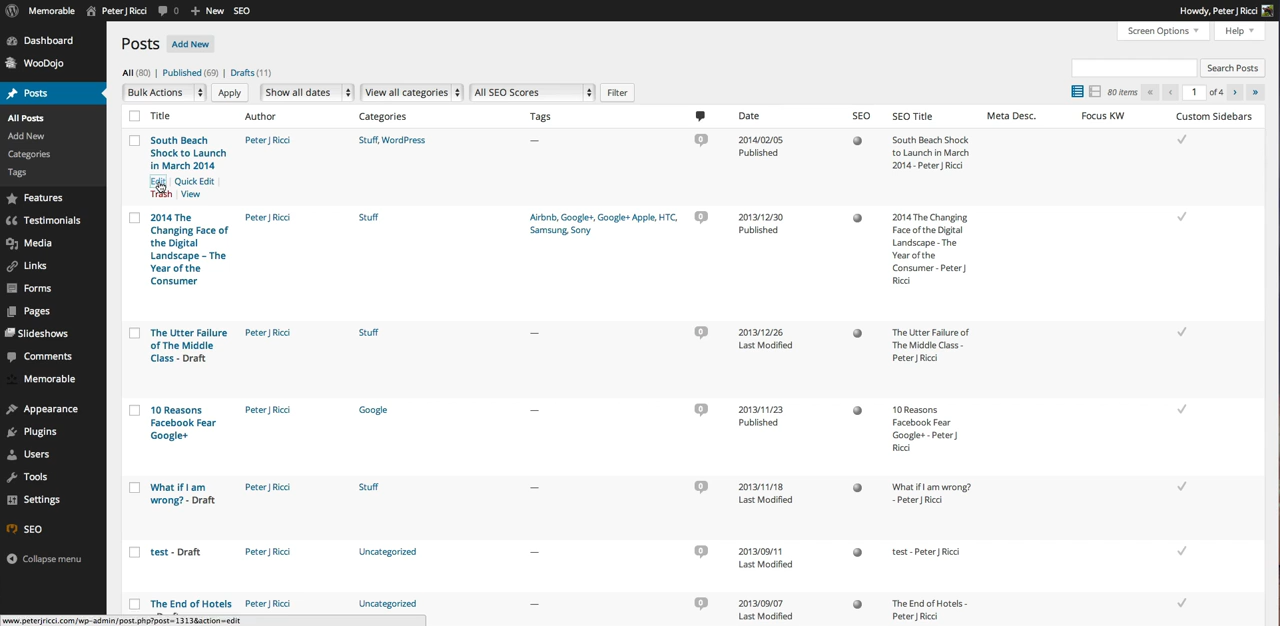 Memorable Peter J Ricci 0 New SEO Howdy, Peter J Ricci
Dashboard
WooDojo
Posts
All Posts
Add New
Categories
Tags
Features
Testimonials
Media
Links
Forms
Pages
Slideshows
Comments
Memorable
Appearance
Plugins
Users
Tools
Settings
SEO
Collapse menu
Posts Add New
Screen Options Help
All (80) | Published (69) | Drafts (11)
Search Posts
Bulk Actions Apply Show all dates View all categories All SEO Scores Filter
80 items « ‹ 1 of 4 › »
Title Author Categories Tags Date SEO SEO Title Meta Desc. Focus KW Custom Sidebars
South Beach
Shock to Launch
in March 2014
Edit | Quick Edit |
Trash | View
Peter J Ricci
Stuff, WordPress
—
0
2014/02/05
Published
South Beach Shock
to Launch in March
2014 - Peter J Ricci
2014 The
Changing Face of
the Digital
Landscape – The
Year of the
Consumer
Peter J Ricci
Stuff
Airbnb, Google+, Google+ Apple, HTC,
Samsung, Sony
0
2013/12/30
Published
2014 The Changing
Face of the Digital
Landscape - The
Year of the
Consumer - Peter J
Ricci
The Utter Failure
of The Middle
Class - Draft
Peter J Ricci
Stuff
—
0
2013/12/26
Last Modified
The Utter Failure of
The Middle Class -
Peter J Ricci
10 Reasons
Facebook Fear
Google+
Peter J Ricci
Google
—
0
2013/11/23
Published
10 Reasons
Facebook Fear
Google+ - Peter J
Ricci
What if I am
wrong? - Draft
Peter J Ricci
Stuff
—
0
2013/11/18
Last Modified
What if I am wrong?
- Peter J Ricci
test - Draft
Peter J Ricci
Uncategorized
—
0
2013/09/11
Last Modified
test - Peter J Ricci
The End of Hotels
- Draft
Peter J Ricci
Uncategorized
—
0
2013/09/07
Last Modified
The End of Hotels -
Peter J Ricci
www.peterjricci.com/wp-admin/post.php?post=1313&action=edit